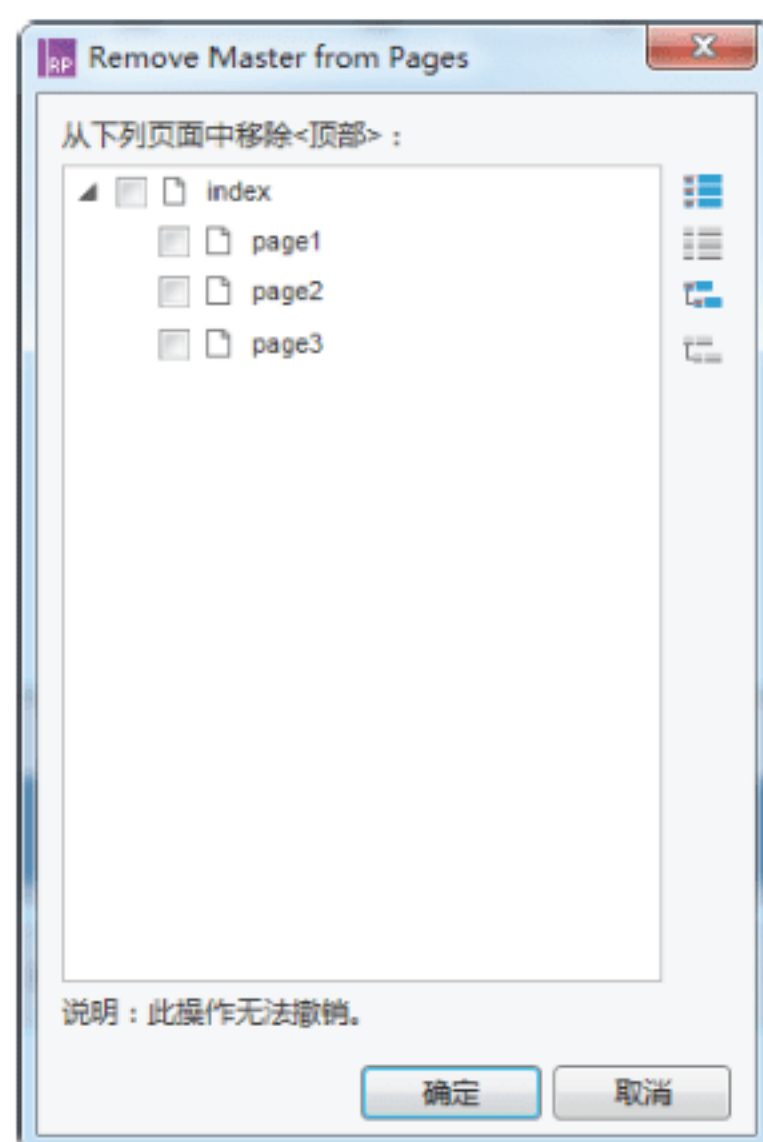 RP Remove Master from Pages
从下列页面中移除<顶部>：
index
page1
page2
page3
说明：此操作无法撤销。
确定 取消